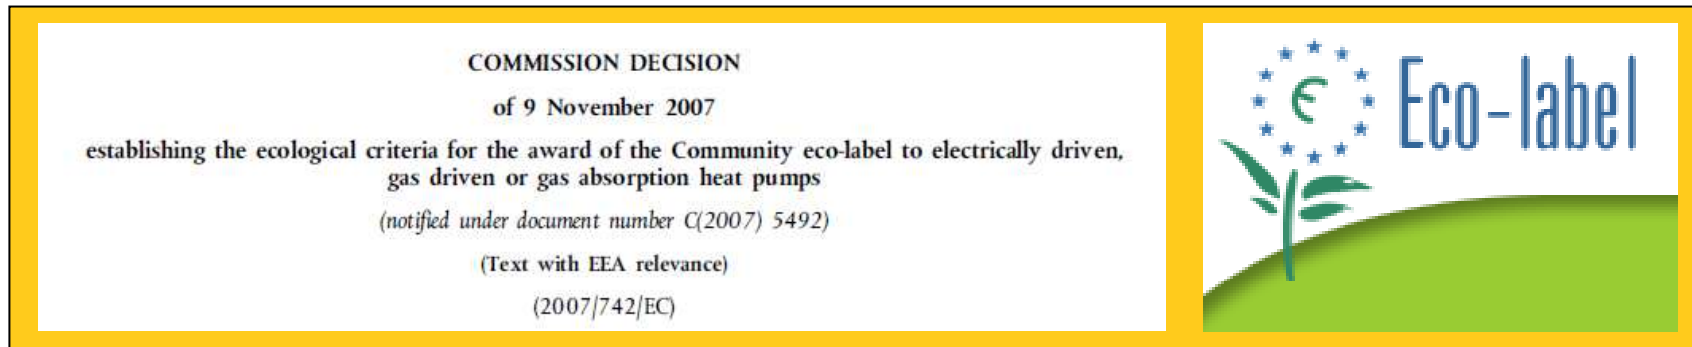 COMMISSION DECISION
of 9 November 2007
establishing the ecological criteria for the award of the Community eco-label to electrically driven,
gas driven or gas absorption heat pumps
(notified under document number C(2007) 5492)
(Text with EEA relevance)
(2007/742/EC)
Eco-label